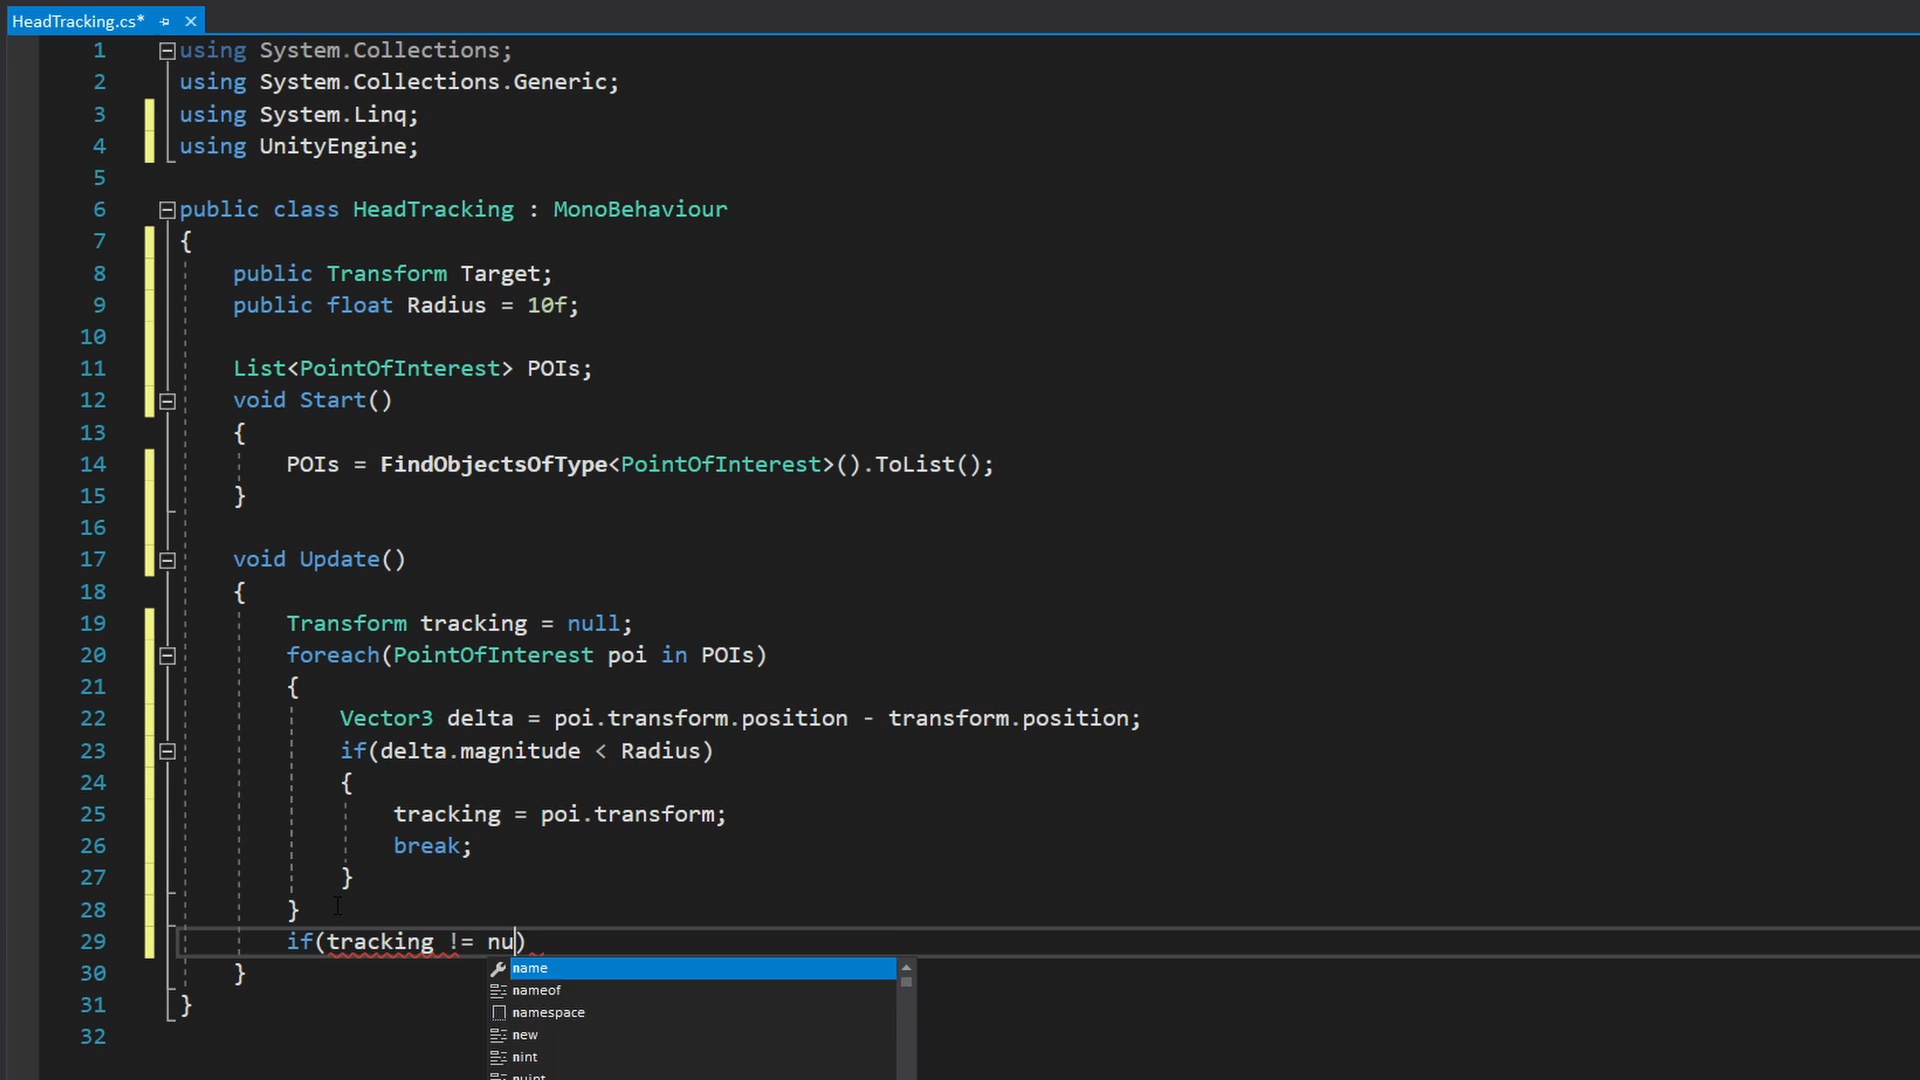 HeadTracking.cs*
1 using System.Collections;
2 using System.Collections.Generic;
3 using System.Linq;
4 using UnityEngine;
5
6 public class HeadTracking : MonoBehaviour
7 {
8 public Transform Target;
9 public float Radius = 10f;
10
11 List<PointOfInterest> POIs;
12 void Start()
13 {
14 POIs = FindObjectsOfType<PointOfInterest>().ToList();
15 }
16
17 void Update()
18 {
19 Transform tracking = null;
20 foreach(PointOfInterest poi in POIs)
21 {
22 Vector3 delta = poi.transform.position - transform.position;
23 if(delta.magnitude < Radius)
24 {
25 tracking = poi.transform;
26 break;
27 }
28 }
29 if(tracking != nu)
30 }
31 }
32
name
nameof
namespace
new
nint
nuint